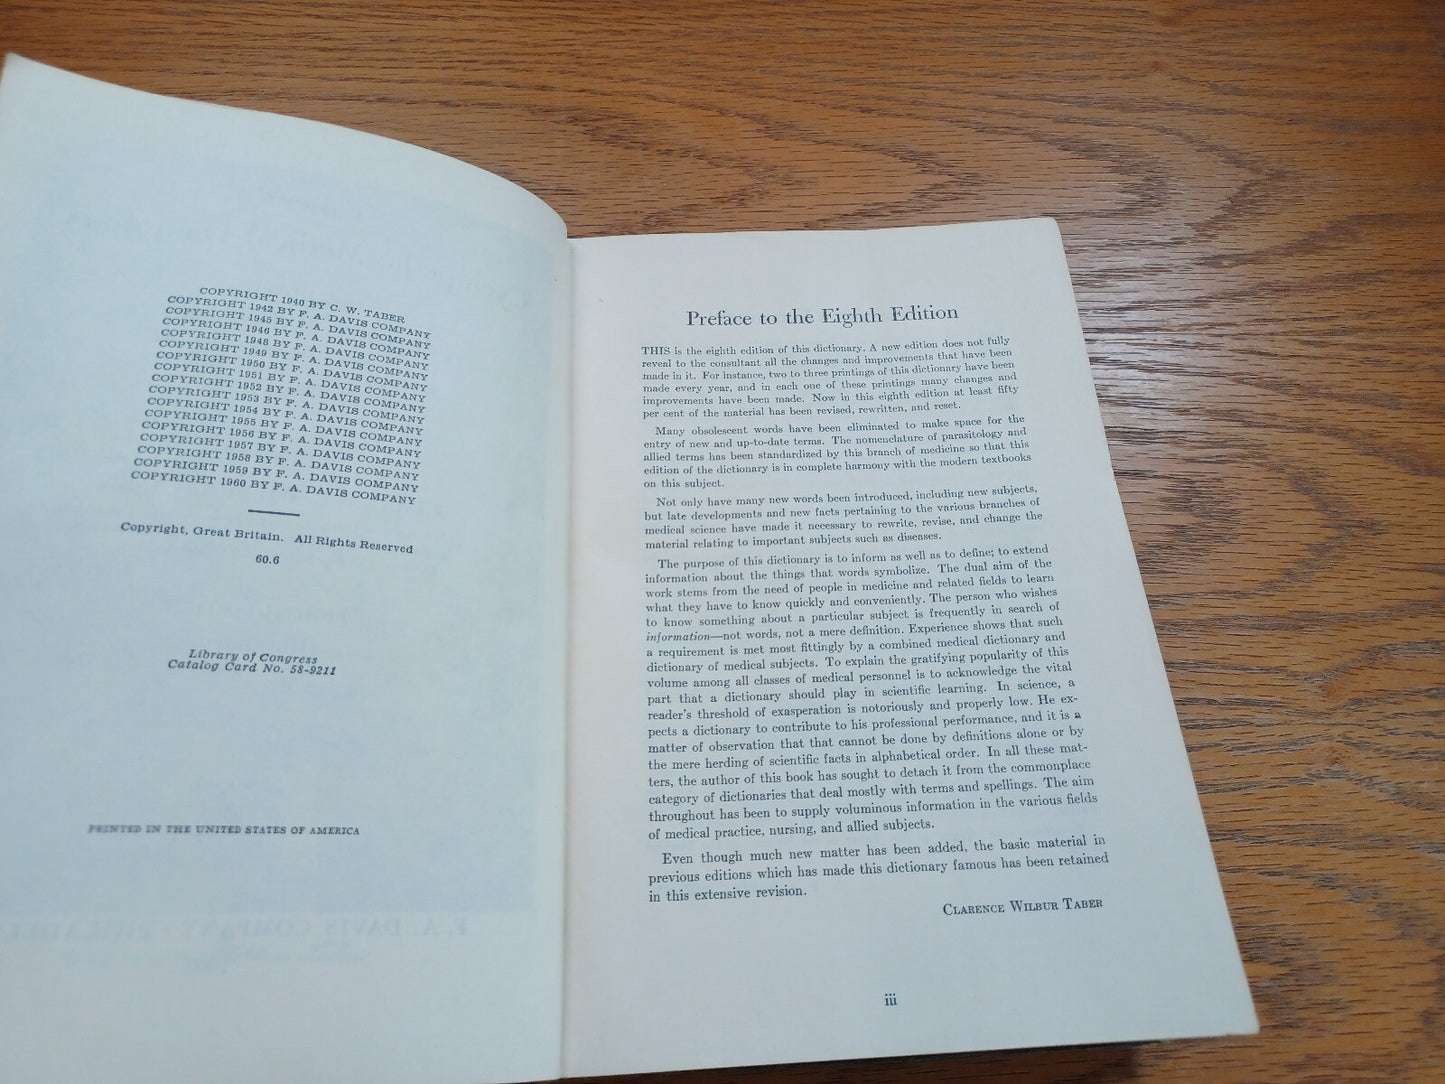 COPYRIGHT 1940 BY C. W. TABER
COPYRIGHT 1942 BY F. A. DAVIS COMPANY
COPYRIGHT 1945 BY F. A. DAVIS COMPANY
COPYRIGHT 1946 BY F. A. DAVIS COMPANY
COPYRIGHT 1948 BY F. A. DAVIS COMPANY
COPYRIGHT 1949 BY F. A. DAVIS COMPANY
COPYRIGHT 1950 BY F. A. DAVIS COMPANY
COPYRIGHT 1951 BY F. A. DAVIS COMPANY
COPYRIGHT 1952 BY F. A. DAVIS COMPANY
COPYRIGHT 1953 BY F. A. DAVIS COMPANY
COPYRIGHT 1954 BY F. A. DAVIS COMPANY
COPYRIGHT 1955 BY F. A. DAVIS COMPANY
COPYRIGHT 1956 BY F. A. DAVIS COMPANY
COPYRIGHT 1957 BY F. A. DAVIS COMPANY
COPYRIGHT 1958 BY F. A. DAVIS COMPANY
COPYRIGHT 1959 BY F. A. DAVIS COMPANY
COPYRIGHT 1960 BY F. A. DAVIS COMPANY
Copyright, Great Britain. All Rights Reserved
60.6
Library of Congress
Catalog Card No. 58-9211
PRINTED IN THE UNITED STATES OF AMERICA
Preface to the Eighth Edition
THIS is the eighth edition of this dictionary. A new edition does not fully
reveal to the consultant all the changes and improvements that have been
made in it. For instance, two to three printings of this dictionary have been
made every year, and in each one of these printings many changes and
improvements have been made. Now in this eighth edition at least fifty
per cent of the material has been revised, rewritten, and reset.
Many obsolescent words have been eliminated to make space for the
entry of new and up-to-date terms. The nomenclature of parasitology and
allied terms has been standardized by this branch of medicine so that this
edition of the dictionary is in complete harmony with the modern textbooks
on this subject.
Not only have many new words been introduced, including new subjects,
but late developments and new facts pertaining to the various branches of
medical science have made it necessary to rewrite, revise, and change the
material relating to important subjects such as diseases.
The purpose of this dictionary is to inform as well as to define; to extend
information about the things that words symbolize. The dual aim of the
work stems from the need of people in medicine and related fields to learn
what they have to know quickly and conveniently. The person who wishes
to know something about a particular subject is frequently in search of
information—not words, not a mere definition. Experience shows that such
a requirement is met most fittingly by a combined medical dictionary and
dictionary of medical subjects. To explain the gratifying popularity of this
volume among all classes of medical personnel is to acknowledge the vital
part that a dictionary should play in scientific learning. In science, a
reader's threshold of exasperation is notoriously and properly low. He ex-
pects a dictionary to contribute to his professional performance, and it is a
matter of observation that that cannot be done by definitions alone or by
the mere herding of scientific facts in alphabetical order. In all these mat-
ters, the author of this book has sought to detach it from the commonplace
category of dictionaries that deal mostly with terms and spellings. The aim
throughout has been to supply voluminous information in the various fields
of medical practice, nursing, and allied subjects.
Even though much new matter has been added, the basic material in
previous editions which has made this dictionary famous has been retained
in this extensive revision.
CLARENCE WILBUR TABER
iii